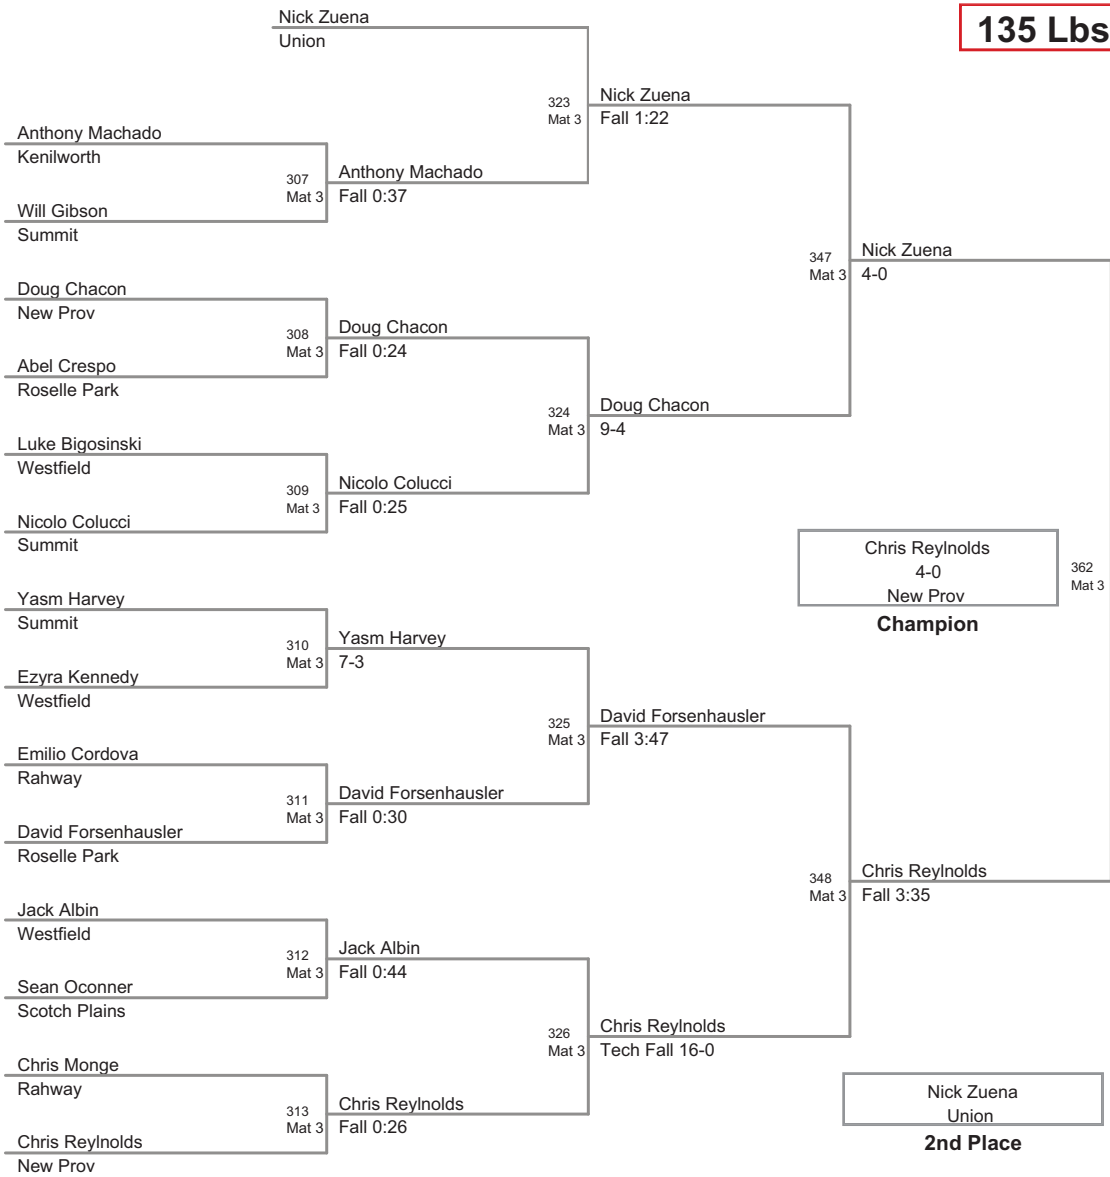 Nick Zuena
Union
135 Lbs
323
Mat 3
Nick Zuena
Fall 1:22
Anthony Machado
Kenilworth
307
Mat 3
Anthony Machado
Fall 0:37
Will Gibson
Summit
347
Mat 3
Nick Zuena
4-0
Doug Chacon
New Prov
308
Mat 3
Doug Chacon
Fall 0:24
Abel Crespo
Roselle Park
324
Mat 3
Doug Chacon
9-4
Luke Bigosinski
Westfield
309
Mat 3
Nicolo Colucci
Fall 0:25
Nicolo Colucci
Summit
Chris Reylnolds
4-0
New Prov
Champion
362
Mat 3
Yasm Harvey
Summit
310
Mat 3
Yasm Harvey
7-3
Ezyra Kennedy
Westfield
325
Mat 3
David Forsenhausler
Fall 3:47
Emilio Cordova
Rahway
311
Mat 3
David Forsenhausler
Fall 0:30
David Forsenhausler
Roselle Park
348
Mat 3
Chris Reylnolds
Fall 3:35
Jack Albin
Westfield
312
Mat 3
Jack Albin
Fall 0:44
Sean Oconner
Scotch Plains
326
Mat 3
Chris Reylnolds
Tech Fall 16-0
Chris Monge
Rahway
313
Mat 3
Chris Reylnolds
Fall 0:26
Chris Reylnolds
New Prov
Nick Zuena
Union
2nd Place